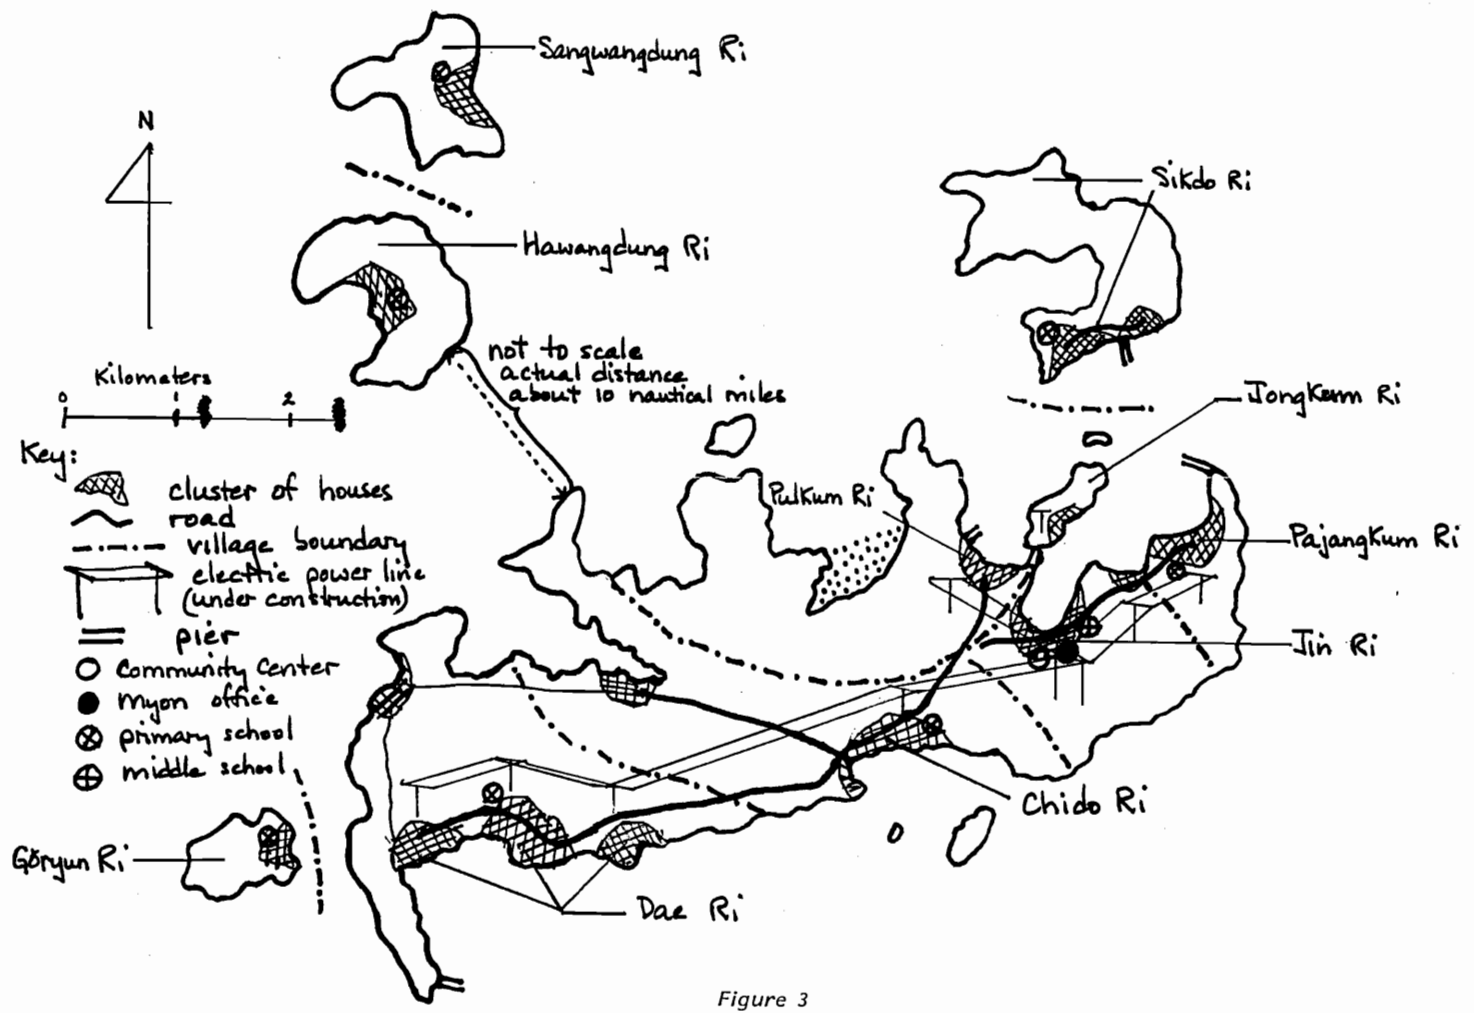 Sangwangdung Ri
N
Sikdo Ri
Hawangdung Ri
not to scale
actual distance
about 10 nautical miles
Kilomaters
0 1 2
Jongkum Ri
Key:
cluster of houses
road
village boundary
electric power line
(under construction)
pier
Community Center
Myon office
primary school
middle school
Pulkum Ri
Pajangkum Ri
Jin Ri
Chido Ri
Göryun Ri
Dae Ri
Figure 3